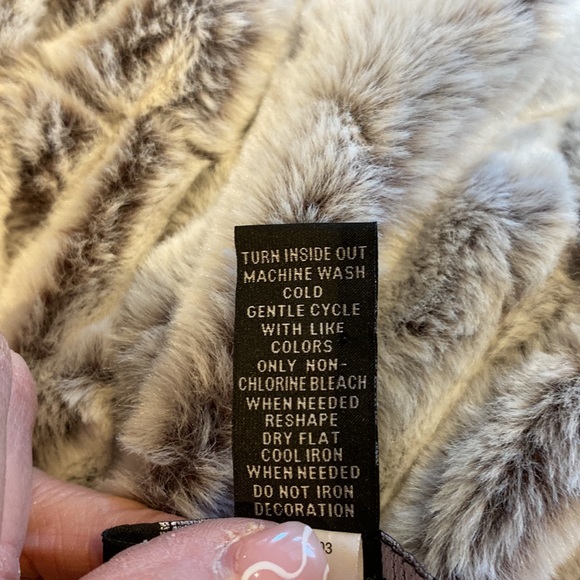 TURN INSIDE OUT
MACHINE WASH
COLD
GENTLE CYCLE
WITH LIKE
COLORS
ONLY NON-
CHLORINE BLEACH
WHEN NEEDED
RESHAPE
DRY FLAT
COOL IRON
WHEN NEEDED
DO NOT IRON
DECORATION
03